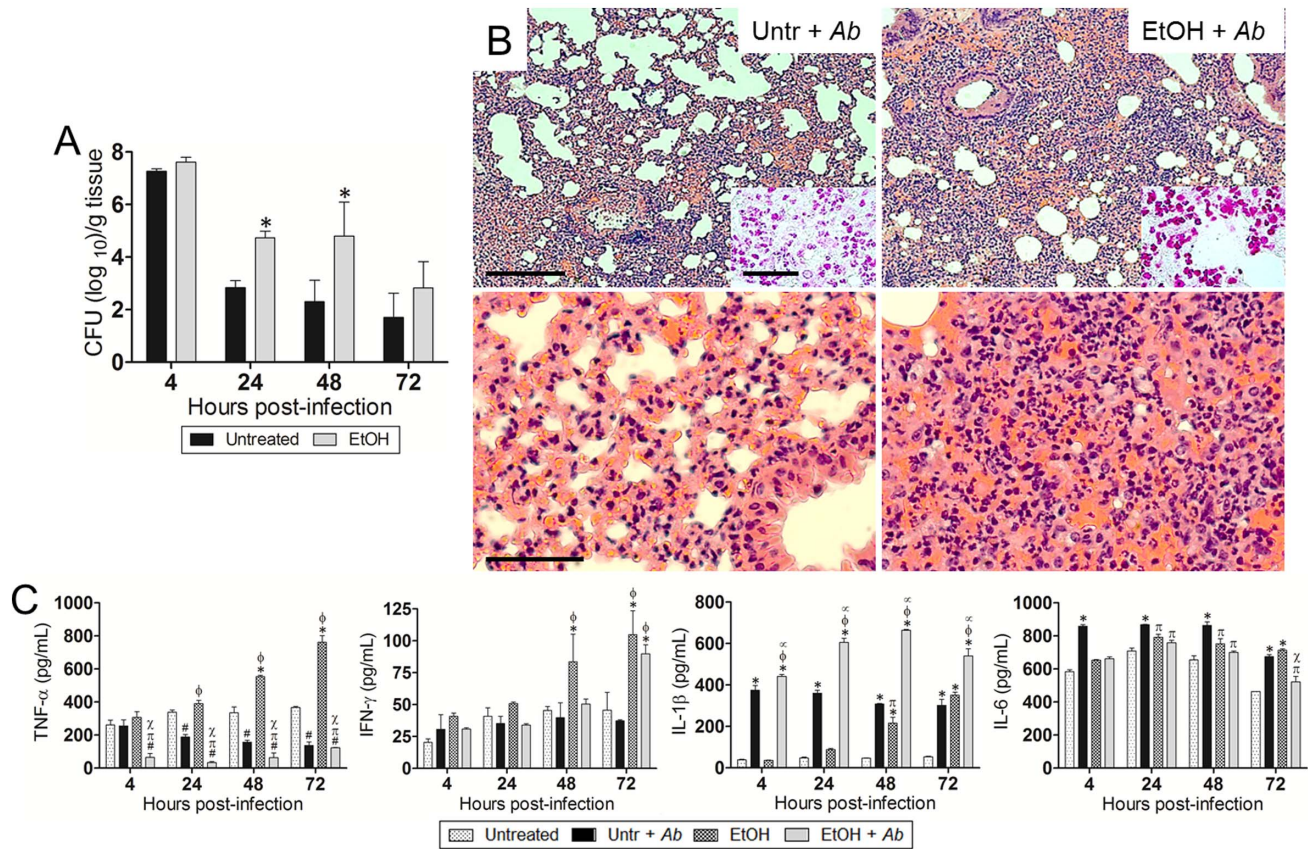 A
CFU (log 10)/g tissue
8
6
4
2
0
*
*
4 24 48 72
Hours post-infection
Untreated EtOH
B
Untr + Ab
EtOH + Ab
C
TNF-α (pg/mL)
1000
800
600
400
200
0
χ
π
#
#
ϕ
χ
π
#
#
ϕ
*
χ
π
#
#
ϕ
*
χ
π
#
4 24 48 72
Hours post-infection
IFN-γ (pg/mL)
125
100
75
50
25
0
ϕ
*
ϕ
*
ϕ
*
4 24 48 72
Hours post-infection
IL-1β (pg/mL)
800
600
400
200
0
*
∝
ϕ
*
*
∝
ϕ
*
*
π
*
∝
ϕ
*
*
*
∝
ϕ
*
4 24 48 72
Hours post-infection
IL-6 (pg/mL)
1000
800
600
400
200
0
*
*
π
π
*
π
π
*
*
χ
π
4 24 48 72
Hours post-infection
Untreated Untr + Ab EtOH EtOH + Ab